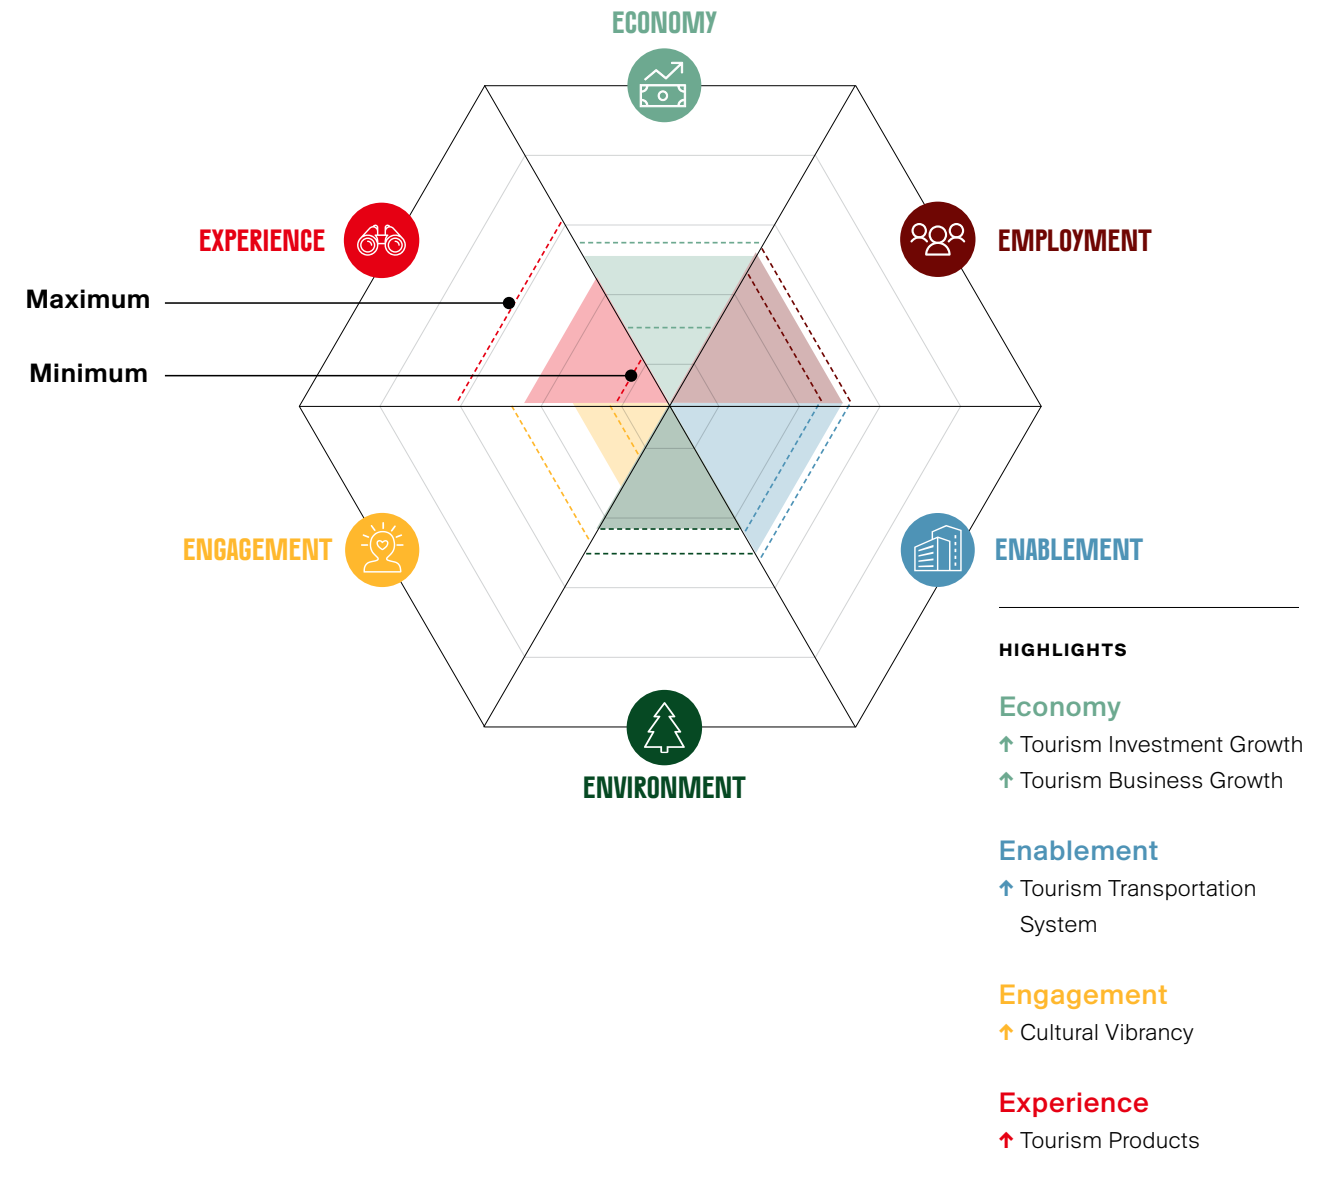 ECONOMY
EXPERIENCE
EMPLOYMENT
Maximum
Minimum
ENGAGEMENT
ENABLEMENT
ENVIRONMENT
HIGHLIGHTS
Economy
↑ Tourism Investment Growth
↑ Tourism Business Growth
Enablement
↑ Tourism Transportation
System
Engagement
↑ Cultural Vibrancy
Experience
↑ Tourism Products